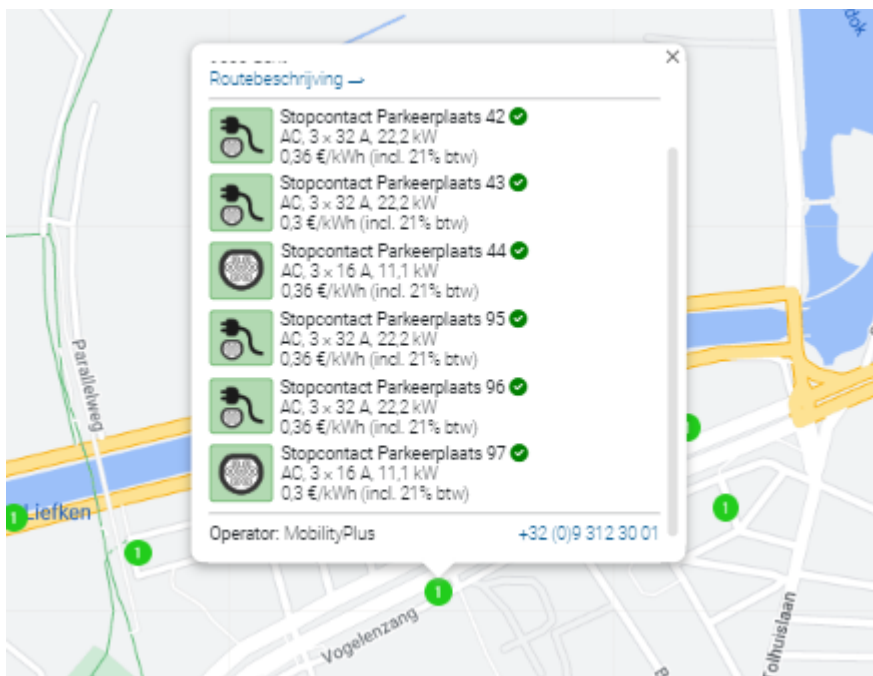 dok
×
Routebeschrijving →
Stopcontact Parkeerplaats 42
AC, 3 × 32 A, 22,2 kW
0,36 €/kWh (incl. 21% btw)
Stopcontact Parkeerplaats 43
AC, 3 × 32 A, 22,2 kW
0,3 €/kWh (incl. 21% btw)
Stopcontact Parkeerplaats 44
AC, 3 × 16 A, 11,1 kW
0,36 €/kWh (incl. 21% btw)
Stopcontact Parkeerplaats 95
AC, 3 × 32 A, 22,2 kW
0,36 €/kWh (incl. 21% btw)
Stopcontact Parkeerplaats 96
AC, 3 × 32 A, 22,2 kW
0,36 €/kWh (incl. 21% btw)
Stopcontact Parkeerplaats 97
AC, 3 × 16 A, 11,1 kW
0,3 €/kWh (incl. 21% btw)
Operator: MobilityPlus +32 (0)9 312 30 01
Parallelweg
1 Liefken
1
1
1
Vogelenzang
olhuislaan